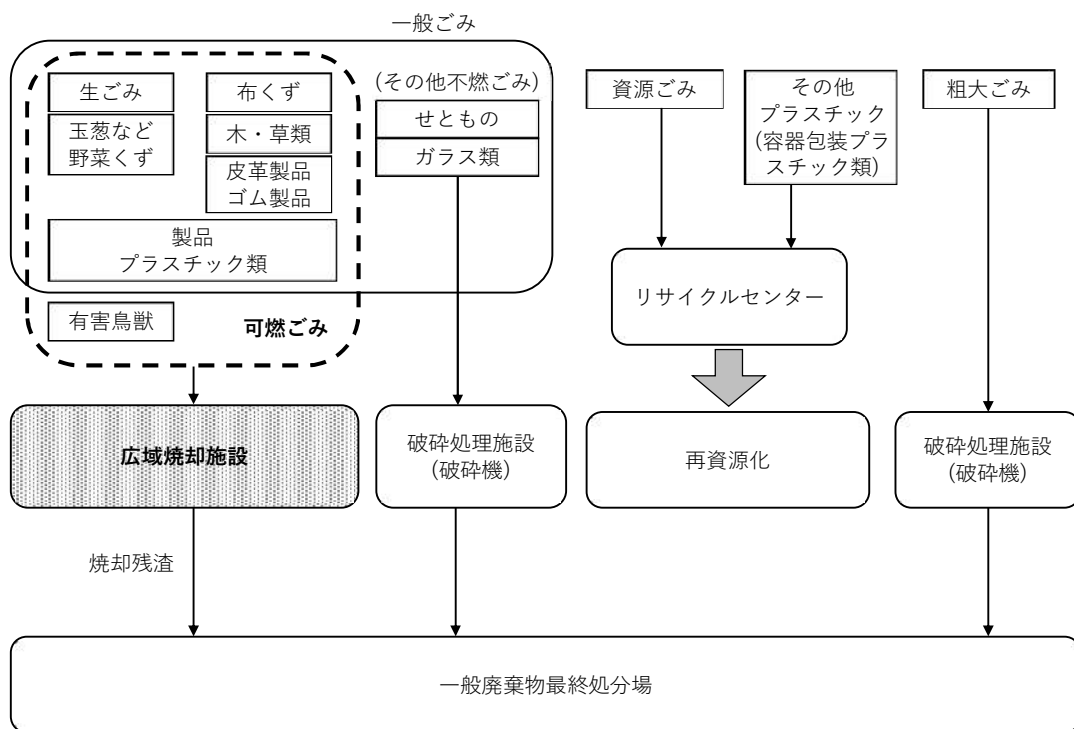 一般ごみ
生ごみ
玉葱など
野菜くず
布くず
木・草類
皮革製品
ゴム製品
製品
プラスチック類
有害鳥獣
可燃ごみ
(その他不燃ごみ)
せともの
ガラス類
資源ごみ
その他
プラスチック
(容器包装プラ
スチック類)
粗大ごみ
リサイクルセンター
広域焼却施設
破砕処理施設
(破砕機)
再資源化
破砕処理施設
(破砕機)
焼却残渣
一般廃棄物最終処分場